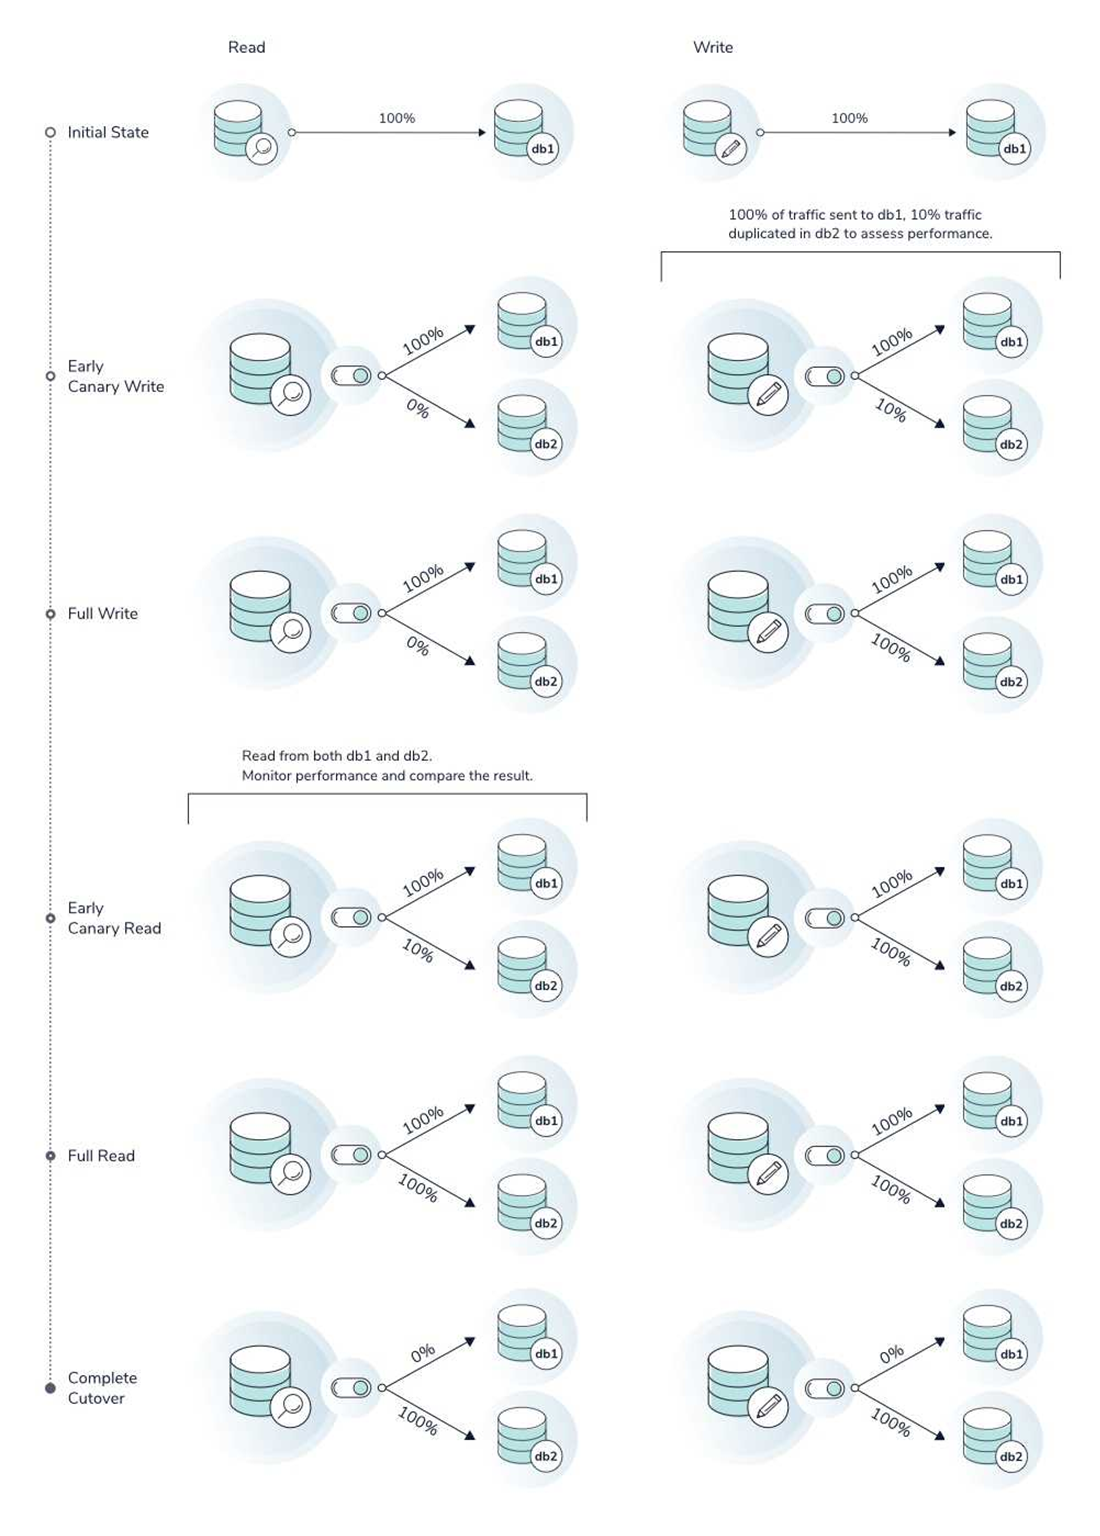 Read
Write
Initial State
100%
db1
100%
db1
100% of traffic sent to db1, 10% traffic
duplicated in db2 to assess performance.
Early
Canary Write
100%
db1
0%
db2
100%
db1
10%
db2
Full Write
100%
db1
0%
db2
100%
db1
100%
db2
Read from both db1 and db2.
Monitor performance and compare the result.
Early
Canary Read
100%
db1
10%
db2
100%
db1
100%
db2
Full Read
100%
db1
100%
db2
100%
db1
100%
db2
Complete
Cutover
0%
db1
100%
db2
0%
db1
100%
db2